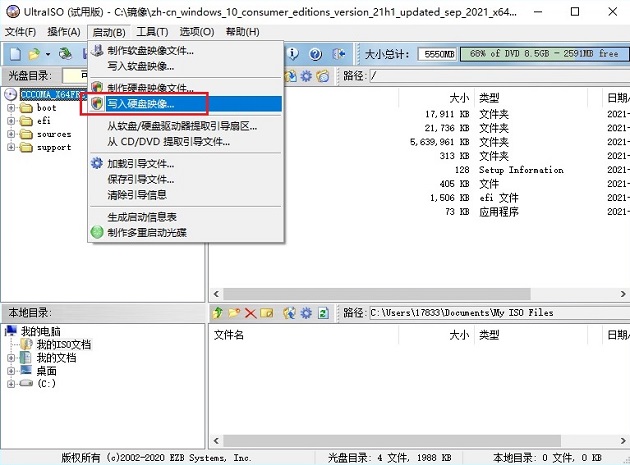 UltraISO (试用版) - C:\镜像\zh-cn_windows_10_consumer_editions_version_21h1_updated_sep_2021_x64...
文件(F) 操作(A) 启动(B) 工具(T) 选项(O) 帮助(H)
大小总计: 5550MB 68% of DVD 8.5GB - 2591MB free
光盘目录: 可 路径: /
制作软盘映像文件...
写入软盘映像...
制作硬盘映像文件...
写入硬盘映像...
从软盘/硬盘驱动器提取引导扇区...
从 CD/DVD 提取引导文件...
加载引导文件...
保存引导文件...
清除引导信息
生成启动信息表
制作多重启动光碟
CCCOMA_X64FR
boot
efi
sources
support
大小 类型 日期/
17,911 KB 文件夹 2021-
21,736 KB 文件夹 2021-
5,639,961 KB 文件夹 2021-
313 KB 文件夹 2021-
128 Setup Information 2021-
405 KB 文件 2021-
1,506 KB efi 文件 2021-
73 KB 应用程序 2021-
本地目录: 路径: C:\Users\17833\Documents\My ISO Files
我的电脑
我的ISO文档
我的文档
桌面
(C:)
文件名 大小 类型 日期/
版权所有 (c)2002-2020 EZB Systems, Inc. 光盘目录: 4 文件, 1988 KB 本地目录: 0 文件, 0 KB